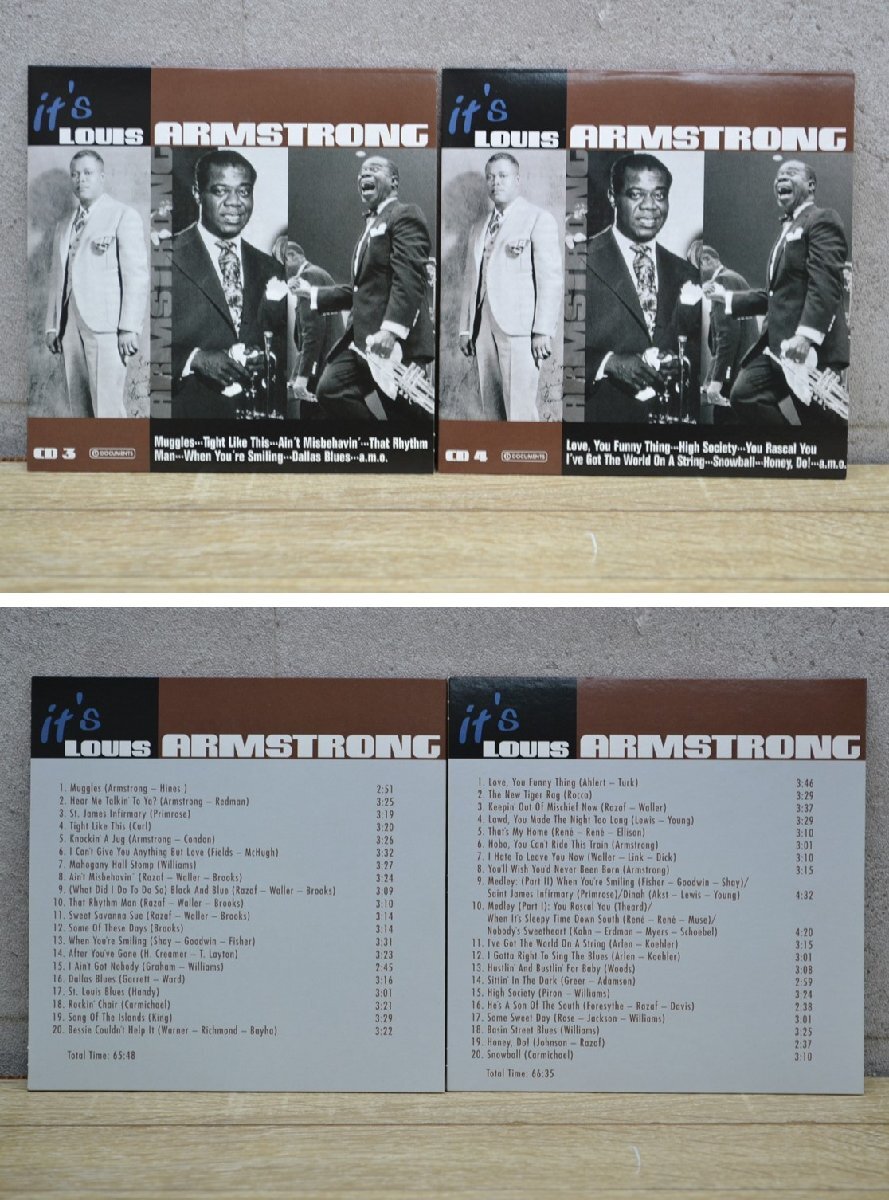 it's
LOUIS ARMSTRONG
ARMSTRONG
CD 3
DOCUMENTS
Muggles···Tight Like This···Ain't Misbehavin'···That Rhythm
Man···When You're Smiling···Dallas Blues···a.m.o.
it's
LOUIS ARMSTRONG
ARMSTRONG
CD 4
DOCUMENTS
Love, You Funny Thing···High Society···You Rascal You
I've Got The World On A String···Snowball···Honey, Do!···a.m.o.
it's
LOUIS ARMSTRONG
1. Muggles (Armstrong – Hines ) 2:51
2. Hear Me Talkin' To Ya? (Armstrong – Redman) 3:25
3. St. James Infirmary (Primrose) 3:19
4. Tight Like This (Curl) 3:20
5. Knockin' A Jug (Armstrong – Condon) 3:26
6. I Can't Give You Anything But Love (Fields – McHugh) 3:32
7. Mahogany Hall Stomp (Williams) 3:27
8. Ain't Misbehavin' (Razaf – Waller – Brooks) 3:24
9. (What Did I Do To Be So) Black And Blue (Razaf – Waller – Brooks) 3:09
10. That Rhythm Man (Razaf – Waller – Brooks) 3:10
11. Sweet Savanna Sue (Razaf – Waller – Brooks) 3:14
12. Some Of These Days (Brooks) 3:14
13. When You're Smiling (Shay – Goodwin – Fisher) 3:31
14. After You've Gone (H. Creamer – T. Layton) 3:23
15. I Ain't Got Nobody (Graham – Williams) 2:45
16. Dallas Blues (Garrett – Ward) 3:16
17. St. Louis Blues (Handy) 3:01
18. Rockin' Chair (Carmichael) 3:21
19. Song Of The Islands (King) 3:29
20. Bessie Couldn't Help It (Warner – Richmond – Bayha) 3:22
Total Time: 65:48
it's
LOUIS ARMSTRONG
1. Love, You Funny Thing (Ahlert – Turk) 3:46
2. The New Tiger Rag (Rocca) 3:29
3. Keepin' Out Of Mischief Now (Razaf – Waller) 3:37
4. Lawd, You Made The Night Too Long (Lewis – Young) 3:29
5. That's My Home (René – René – Ellison) 3:10
6. Hobo, You Can't Ride This Train (Armstrong) 3:01
7. I Hate To Leave You Now (Waller – Link – Dick) 3:10
8. You'll Wish You'd Never Been Born (Armstrong) 3:15
9. Medley: (Part II) When You're Smiling (Fisher – Goodwin – Shay)/
Saint James Infirmary (Primrose)/Dinah (Akst – Lewis – Young) 4:32
10. Medley (Part I): You Rascal You (Theard)/
When It's Sleepy Time Down South (René – René – Muse)/
Nobody's Sweetheart (Kahn – Erdman – Myers – Schoebel) 4:20
11. I've Got The World On A String (Arlen – Koehler) 3:15
12. I Gotta Right To Sing The Blues (Arlen – Koehler) 3:01
13. Hustlin' And Bustlin' For Baby (Woods) 3:08
14. Sittin' In The Dark (Greer – Adamson) 2:59
15. High Society (Piron – Williams) 3:24
16. He's A Son Of The South (Foresythe – Razaf – Davis) 2:38
17. Some Sweet Day (Rose – Jackson – Williams) 3:01
18. Basin Street Blues (Williams) 3:25
19. Honey, Do! (Johnson – Razaf) 2:37
20. Snowball (Carmichael) 3:10
Total Time: 66:35